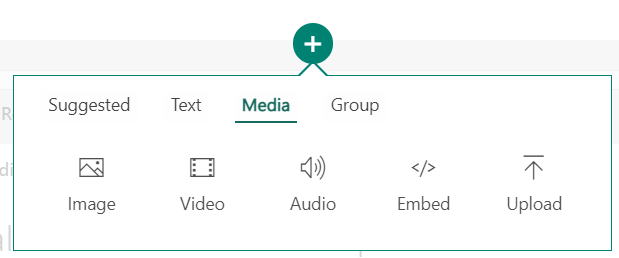 Suggested Text Media Group
Image Video Audio Embed Upload